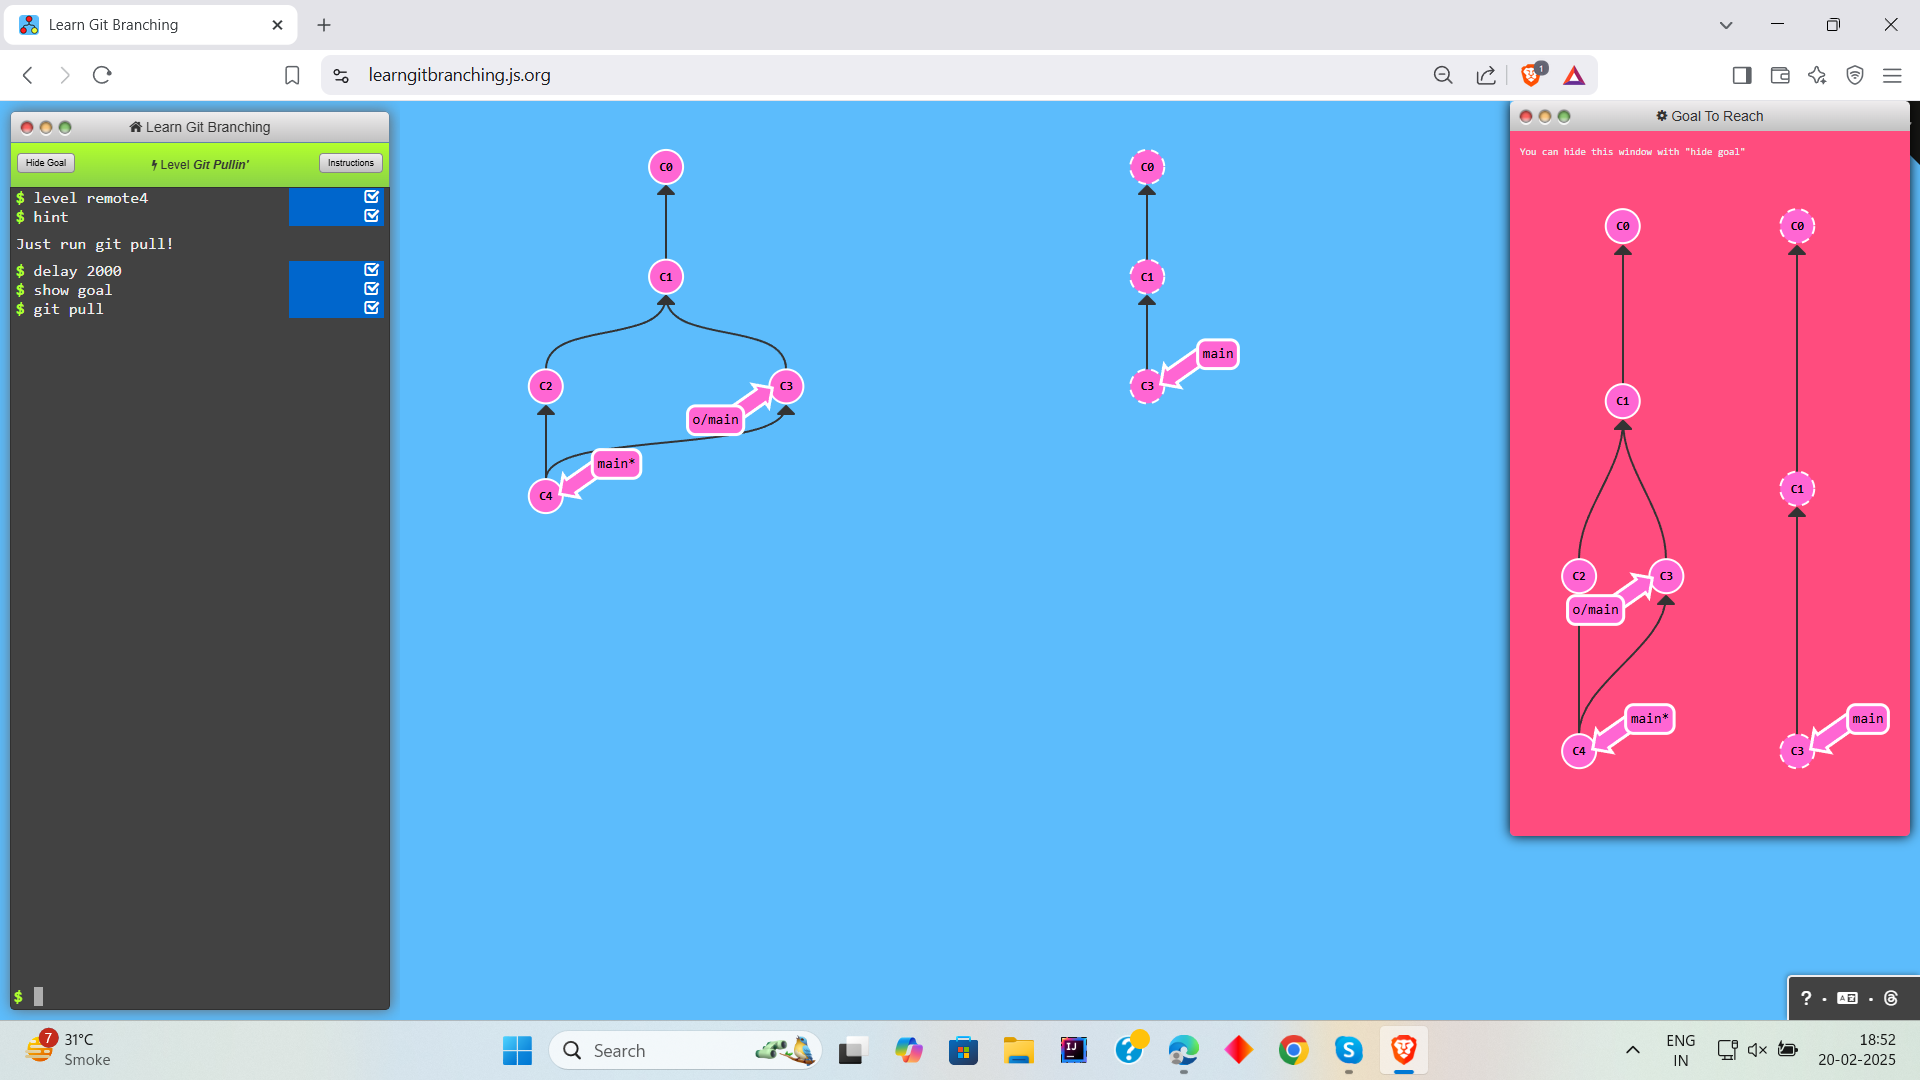 Learn Git Branching
learngitbranching.js.org
1
Learn Git Branching
Hide Goal
Level Git Pullin'
Instructions
$ level remote4
$ hint
Just run git pull!
$ delay 2000
$ show goal
$ git pull
$
C0
C1
C2
C3
o/main
main*
C4
C0
C1
main
C3
Goal To Reach
You can hide this window with "hide goal"
C0
C0
C1
C1
C2
C3
o/main
main*
main
C4
C3
?
7
31°C
Smoke
Search
IJ
ENG
IN
18:52
20-02-2025